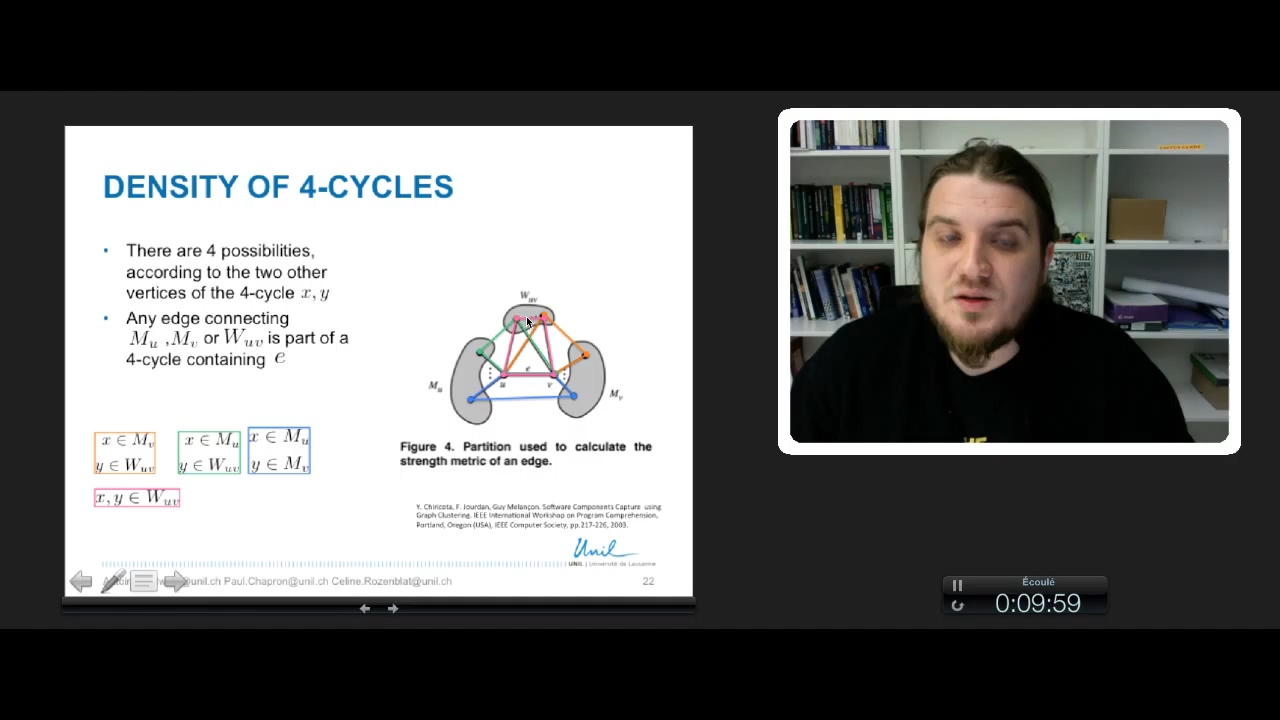 DENSITY OF 4-CYCLES
• There are 4 possibilities,
according to the two other
vertices of the 4-cycle x, y
• Any edge connecting
M_u ,M_v or W_uv is part of a
4-cycle containing e
x ∈ M_v
y ∈ W_uv
x ∈ M_u
y ∈ W_uv
x ∈ M_u
y ∈ M_v
x, y ∈ W_uv
W_uv
e
u
v
M_u
M_v
Figure 4. Partition used to calculate the
strength metric of an edge.
Y. Chiricota, F. Jourdan, Guy Melançon. Software Components Capture using
Graph Clustering. IEEE International Workshop on Program Comprehension,
Portland, Oregon (USA), IEEE Computer Society, pp.217-226, 2003.
Unil
UNIL | Université de Lausanne
@unil.ch Paul.Chapron@unil.ch Celine.Rozenblat@unil.ch
22
Écoulé
0:09:59